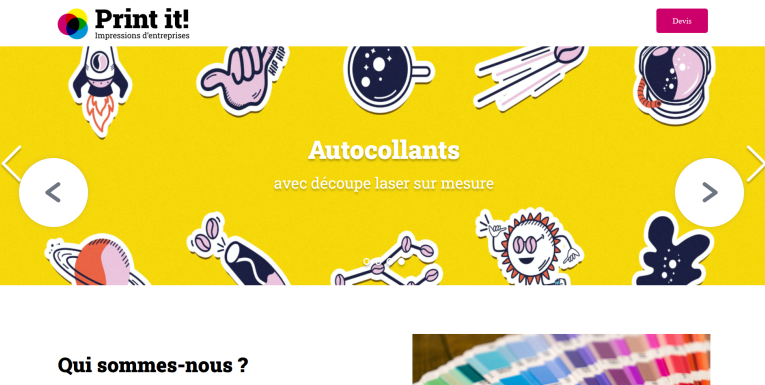 Print it!
Impressions d'entreprises
Devis
HIP HIP
Autocollants
avec découpe laser sur mesure
Qui sommes-nous ?